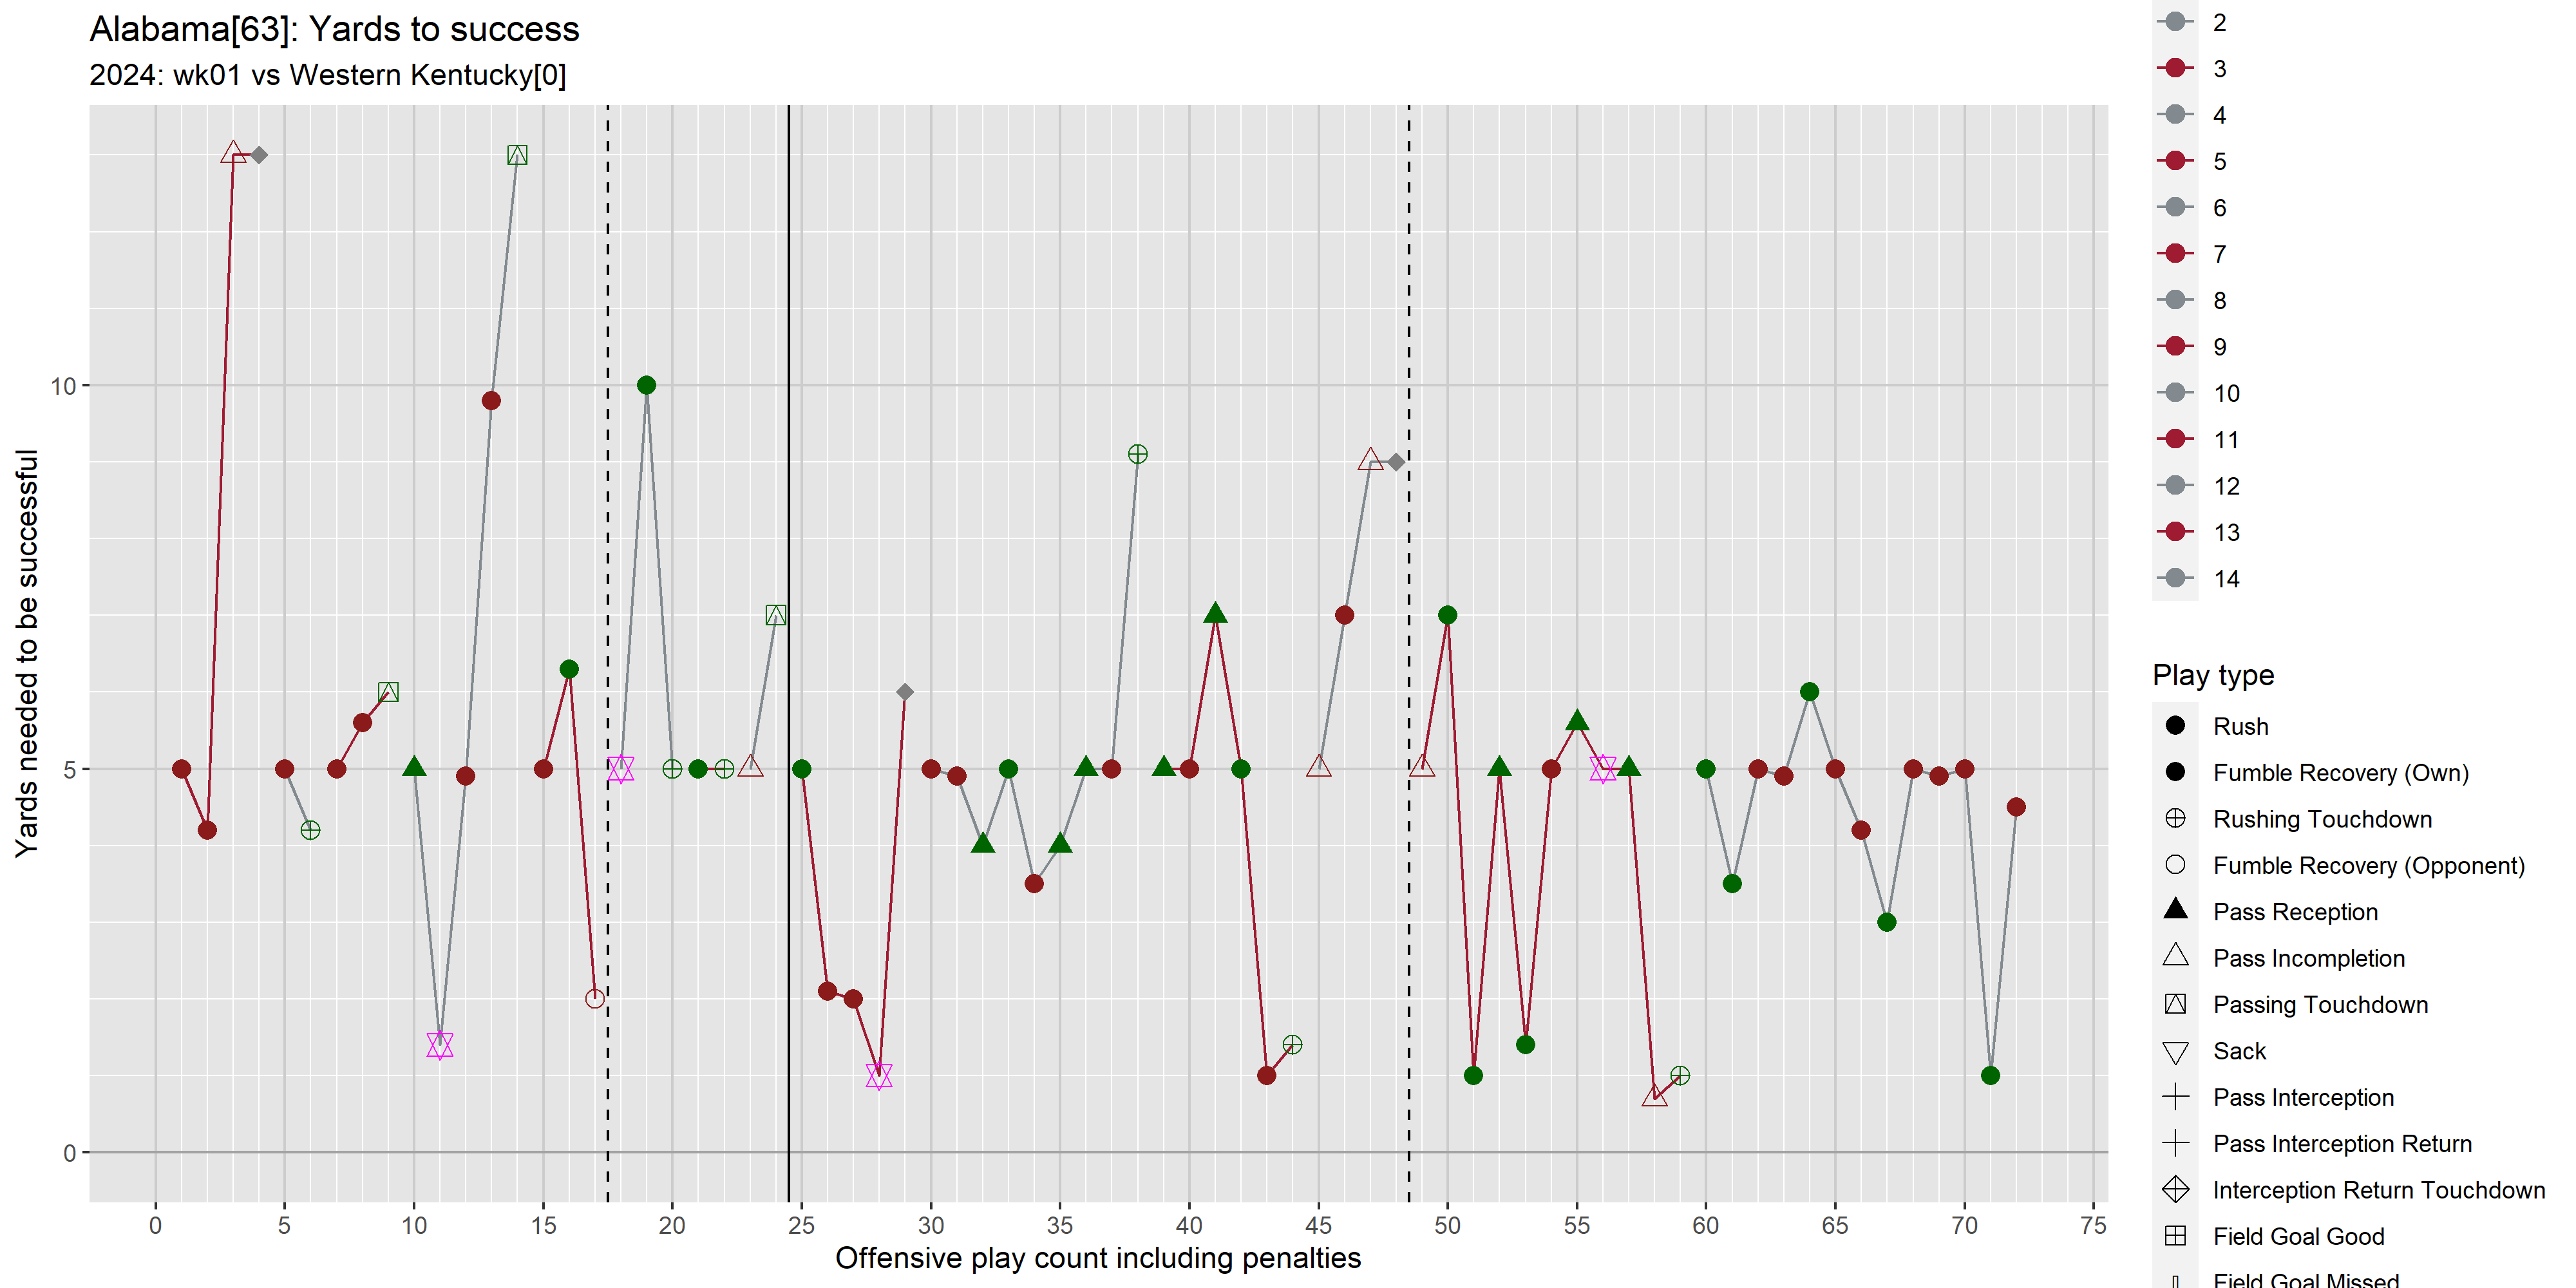 Alabama[63]: Yards to success
2024: wk01 vs Western Kentucky[0]
Yards needed to be successful
10
5
0
0 5 10 15 20 25 30 35 40 45 50 55 60 65 70 75
Offensive play count including penalties
2
3
4
5
6
7
8
9
10
11
12
13
14
Play type
Rush
Fumble Recovery (Own)
Rushing Touchdown
Fumble Recovery (Opponent)
Pass Reception
Pass Incompletion
Passing Touchdown
Sack
Pass Interception
Pass Interception Return
Interception Return Touchdown
Field Goal Good
Field Goal Missed